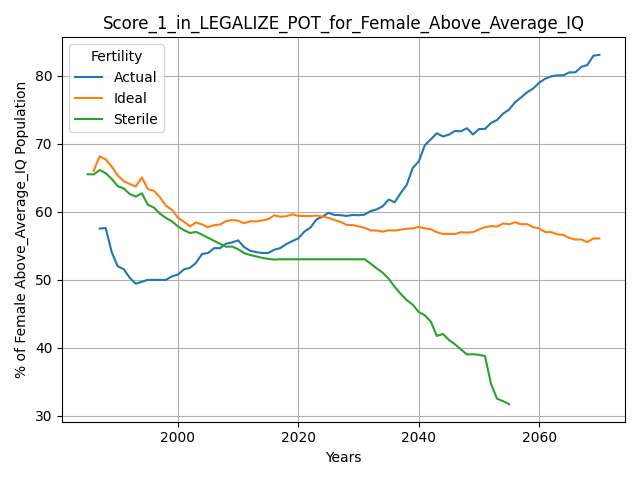 Score_1_in_LEGALIZE_POT_for_Female_Above_Average_IQ
Fertility
Actual
Ideal
Sterile
% of Female Above_Average_IQ Population
80
70
60
50
40
30
2000
2020
2040
2060
Years